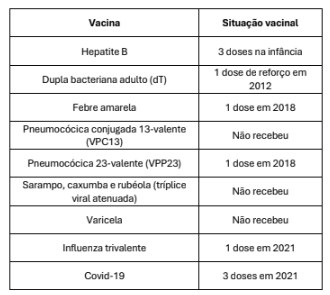 Vacina Situação vacinal
Hepatite B 3 doses na infância
Dupla bacteriana adulto (dT) 1 dose de reforço em
2012
Febre amarela 1 dose em 2018
Pneumocócica conjugada 13-valente
(VPC13) Não recebeu
Pneumocócica 23-valente (VPP23) 1 dose em 2018
Sarampo, caxumba e rubéola (tríplice
viral atenuada) Não recebeu
Varicela Não recebeu
Influenza trivalente 1 dose em 2021
Covid-19 3 doses em 2021